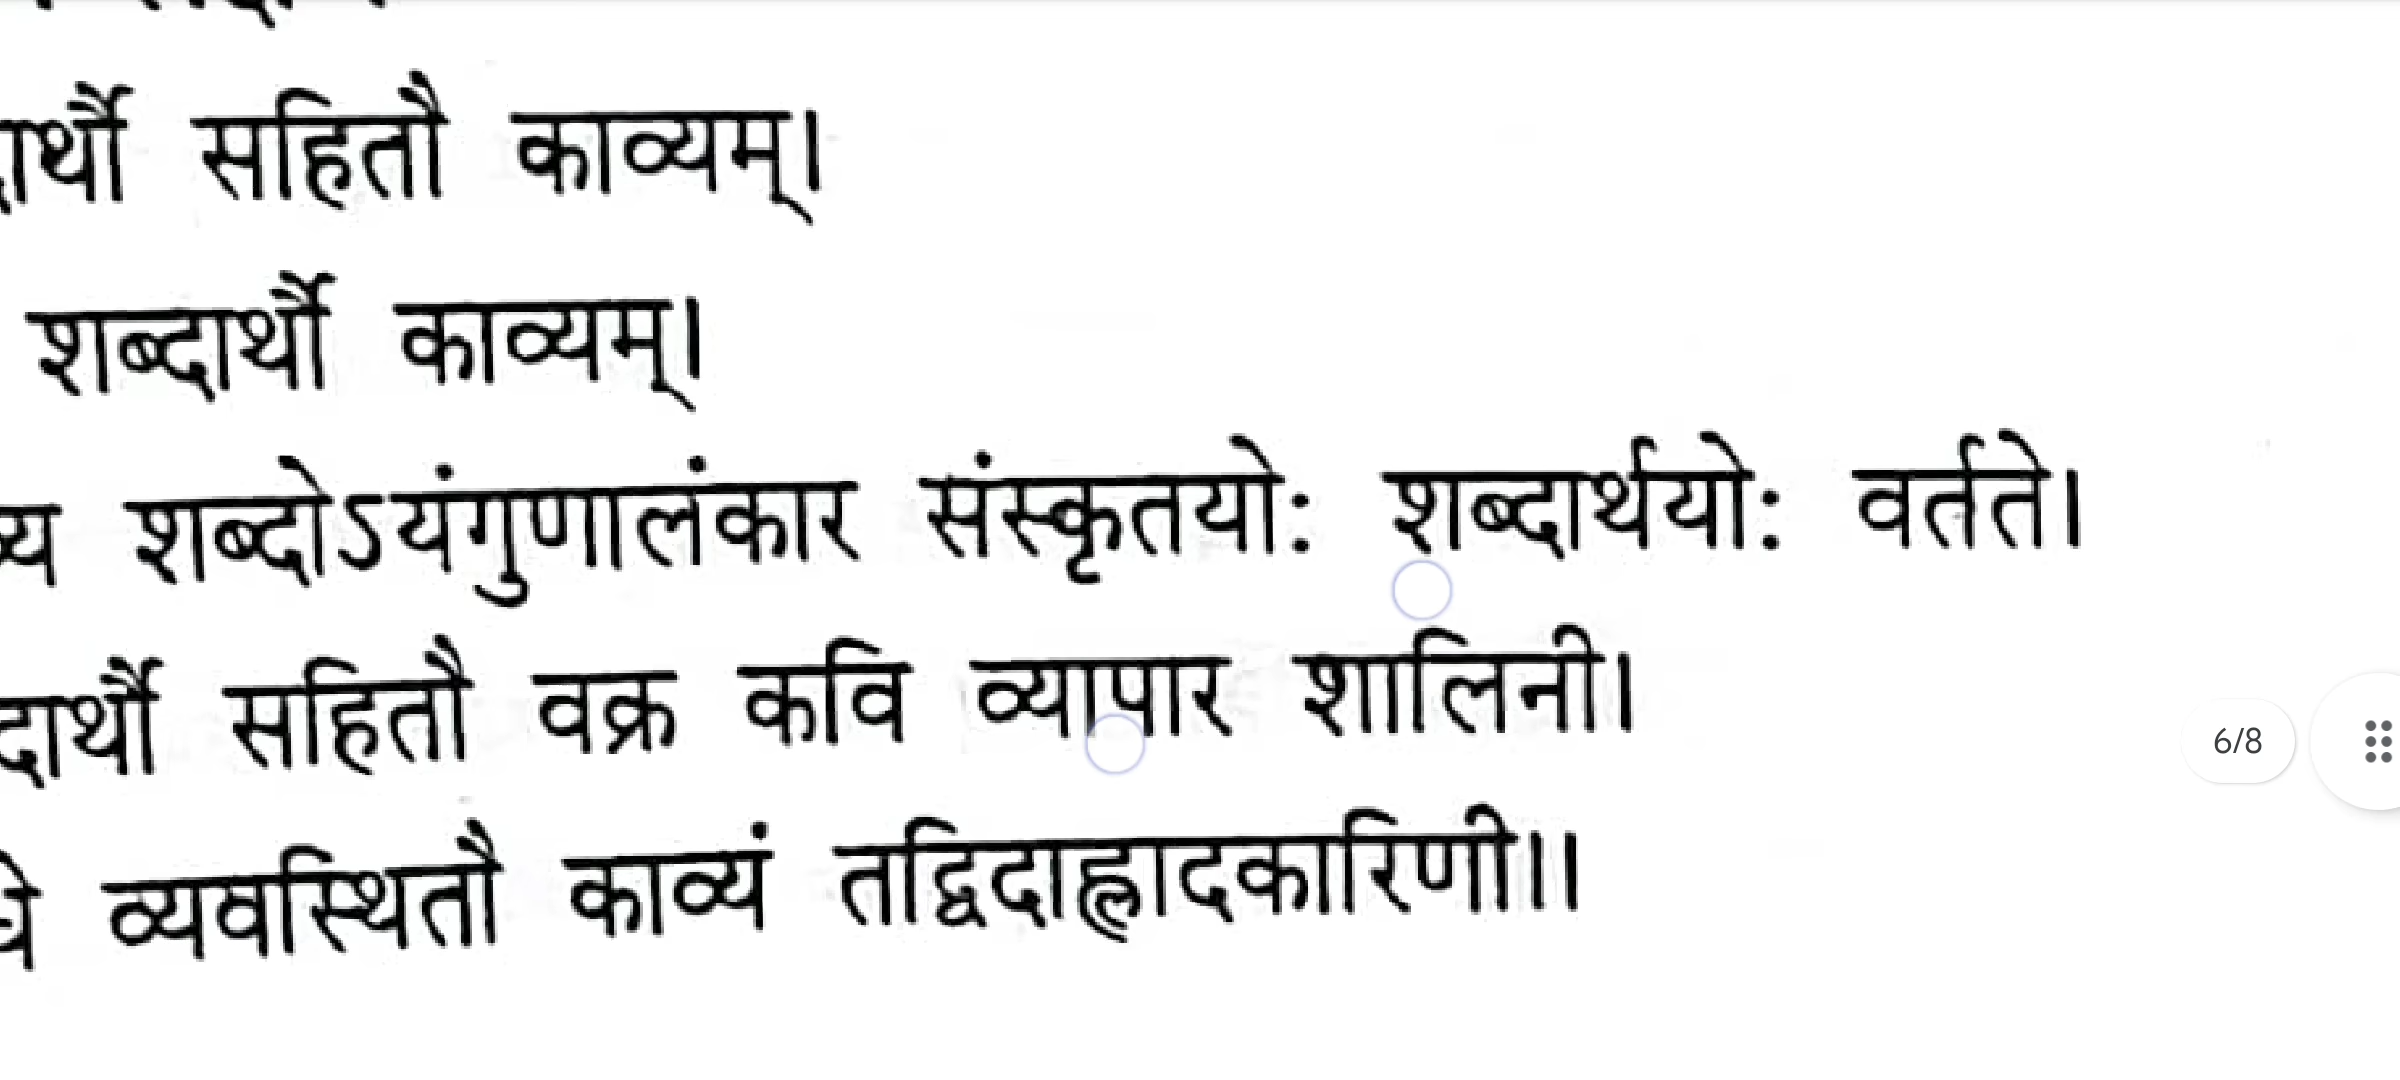 सहितौ काव्यम्।
शब्दार्थौ काव्यम्।
शब्दोऽयंगुणालंकार संस्कृतयो: शब्दार्थयो: वर्तते।
सहितौ वक्र कवि व्यापार शालिनी।
6/8
व्यवस्थितौ काव्यं तद्विदाह्लादकारिणी।।